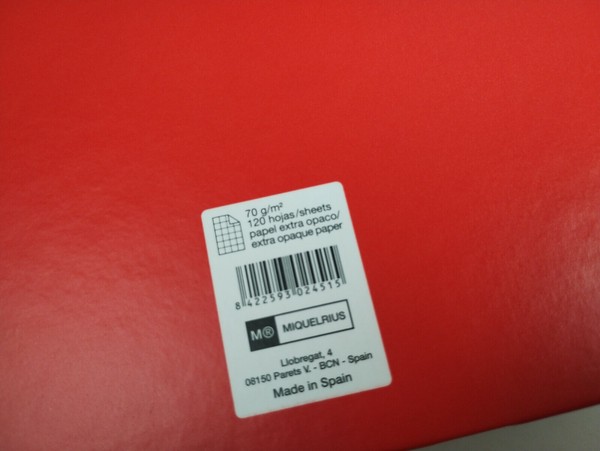 70 g/m²
120 hojas/sheets
papel extra opaco/
extra opaque paper
8 422593 024515
M® MIQUELRIUS
Llobregat, 4
08150 Parets V. - BCN - Spain
Made in Spain